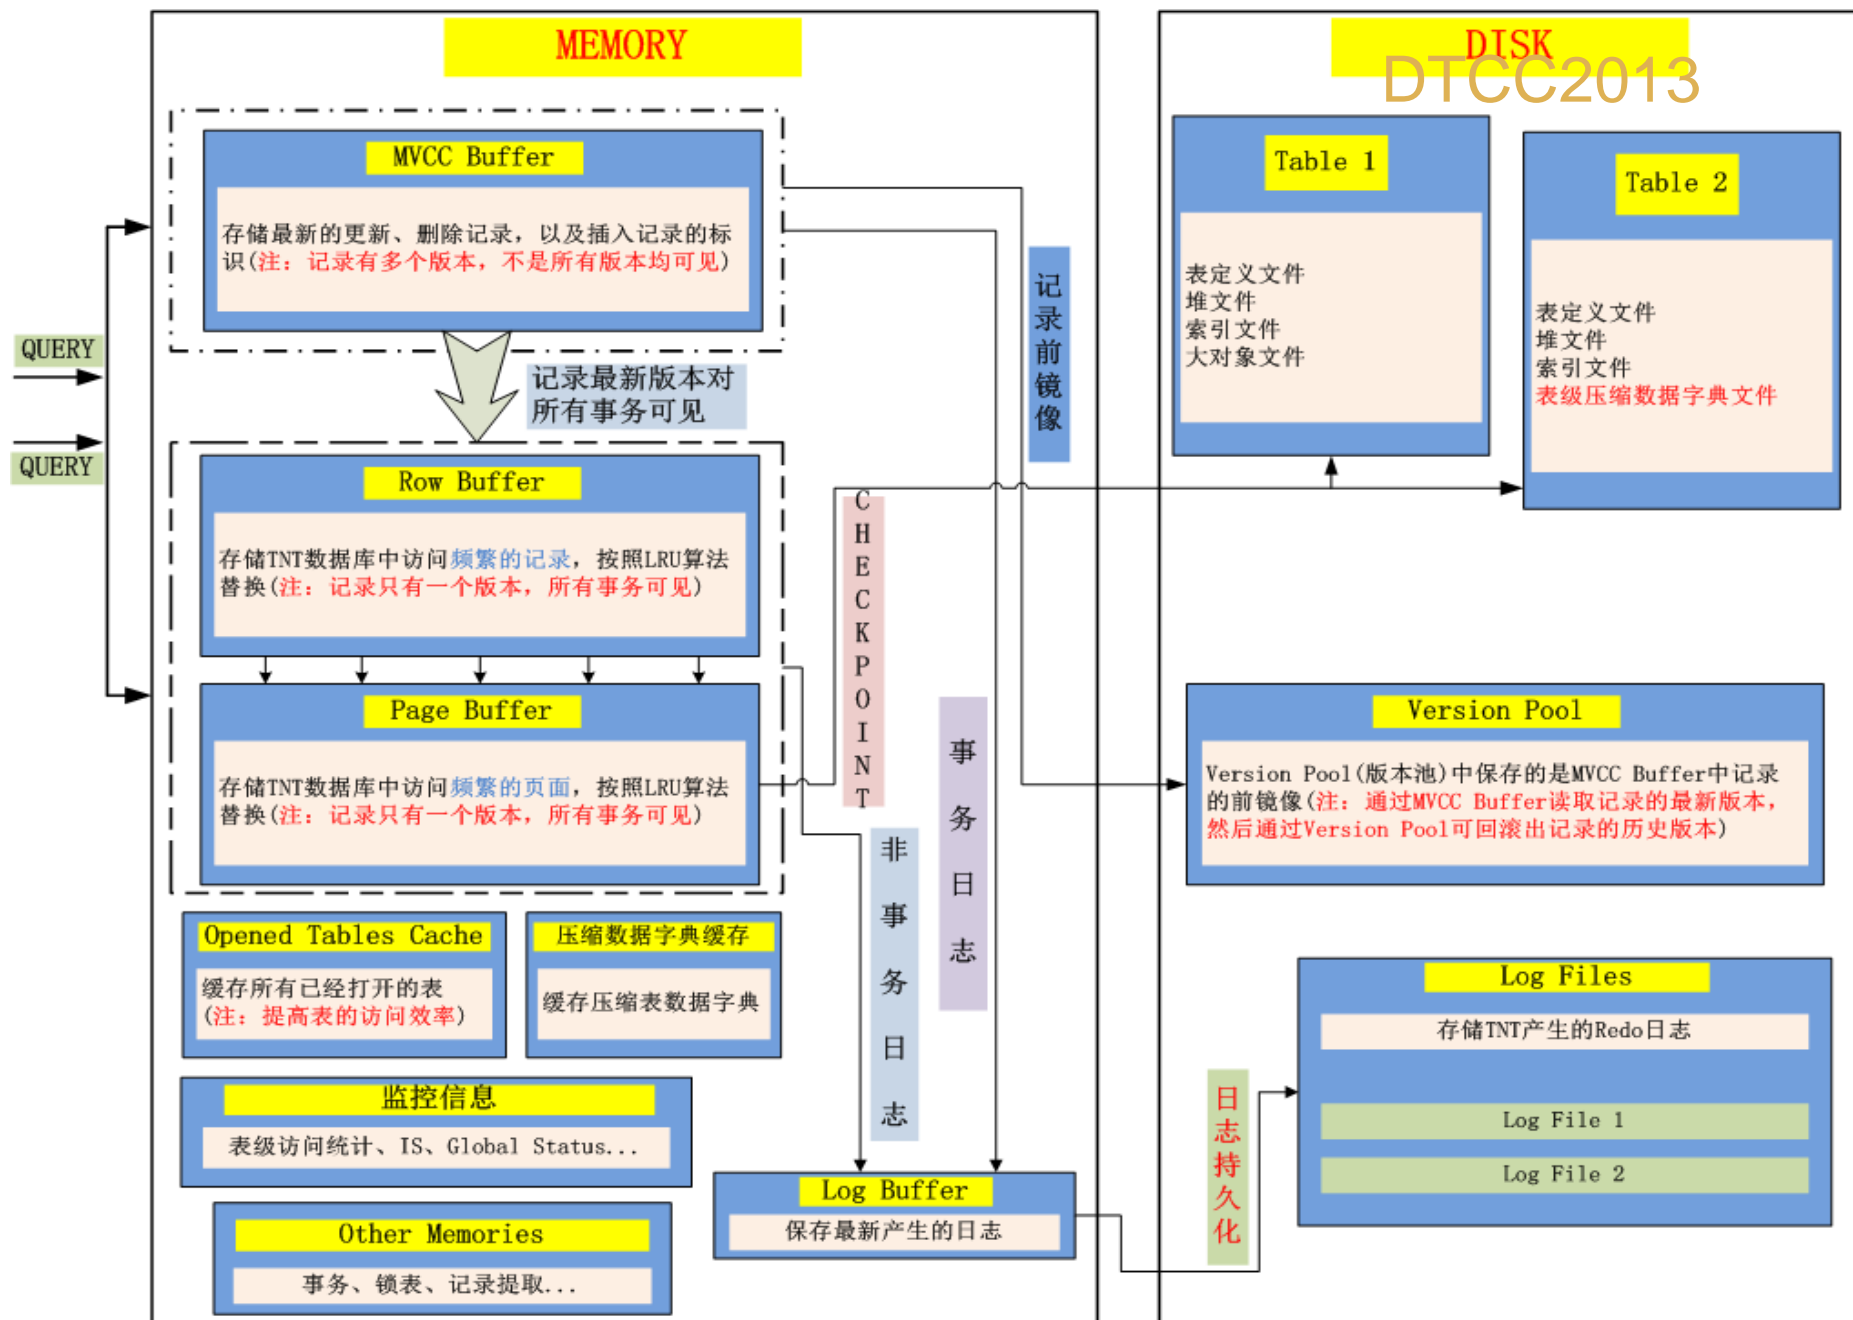 MEMORY
DISK
DTCC2013
MVCC Buffer
存储最新的更新、删除记录，以及插入记录的标
识(注：记录有多个版本，不是所有版本均可见)
QUERY
QUERY
记录最新版本对
所有事务可见
Row Buffer
存储TNT数据库中访问频繁的记录，按照LRU算法
替换(注：记录只有一个版本，所有事务可见)
Page Buffer
存储TNT数据库中访问频繁的页面，按照LRU算法
替换(注：记录只有一个版本，所有事务可见)
Opened Tables Cache
缓存所有已经打开的表
(注：提高表的访问效率)
压缩数据字典缓存
缓存压缩表数据字典
监控信息
表级访问统计、IS、Global Status...
Other Memories
事务、锁表、记录提取...
Log Buffer
保存最新产生的日志
CHECKPOINT
非事务日志
事务日志
记录前镜像
日志持久化
Table 1
表定义文件
堆文件
索引文件
大对象文件
Table 2
表定义文件
堆文件
索引文件
表级压缩数据字典文件
Version Pool
Version Pool(版本池)中保存的是MVCC Buffer中记录
的前镜像(注：通过MVCC Buffer读取记录的最新版本，
然后通过Version Pool可回滚出记录的历史版本)
Log Files
存储TNT产生的Redo日志
Log File 1
Log File 2